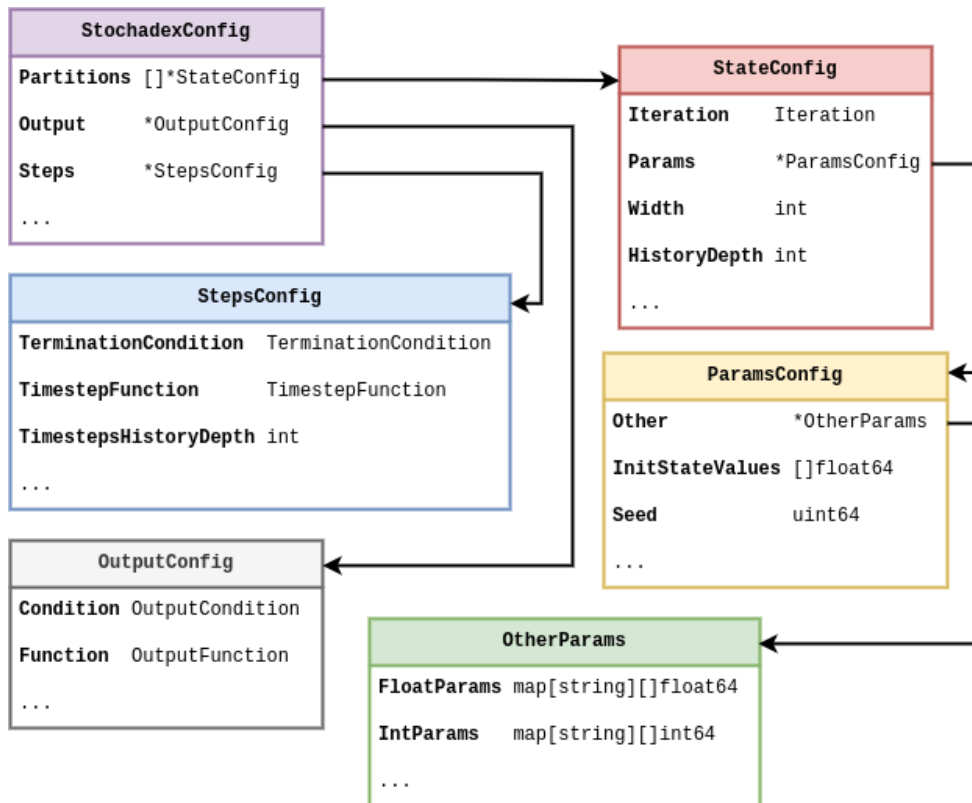 StochadexConfig
Partitions []*StateConfig
Output *OutputConfig
Steps *StepsConfig
...
StateConfig
Iteration Iteration
Params *ParamsConfig
Width int
HistoryDepth int
...
StepsConfig
TerminationCondition TerminationCondition
TimestepFunction TimestepFunction
TimestepsHistoryDepth int
...
ParamsConfig
Other *OtherParams
InitStateValues []float64
Seed uint64
...
OutputConfig
Condition OutputCondition
Function OutputFunction
...
OtherParams
FloatParams map[string][]float64
IntParams map[string][]int64
...